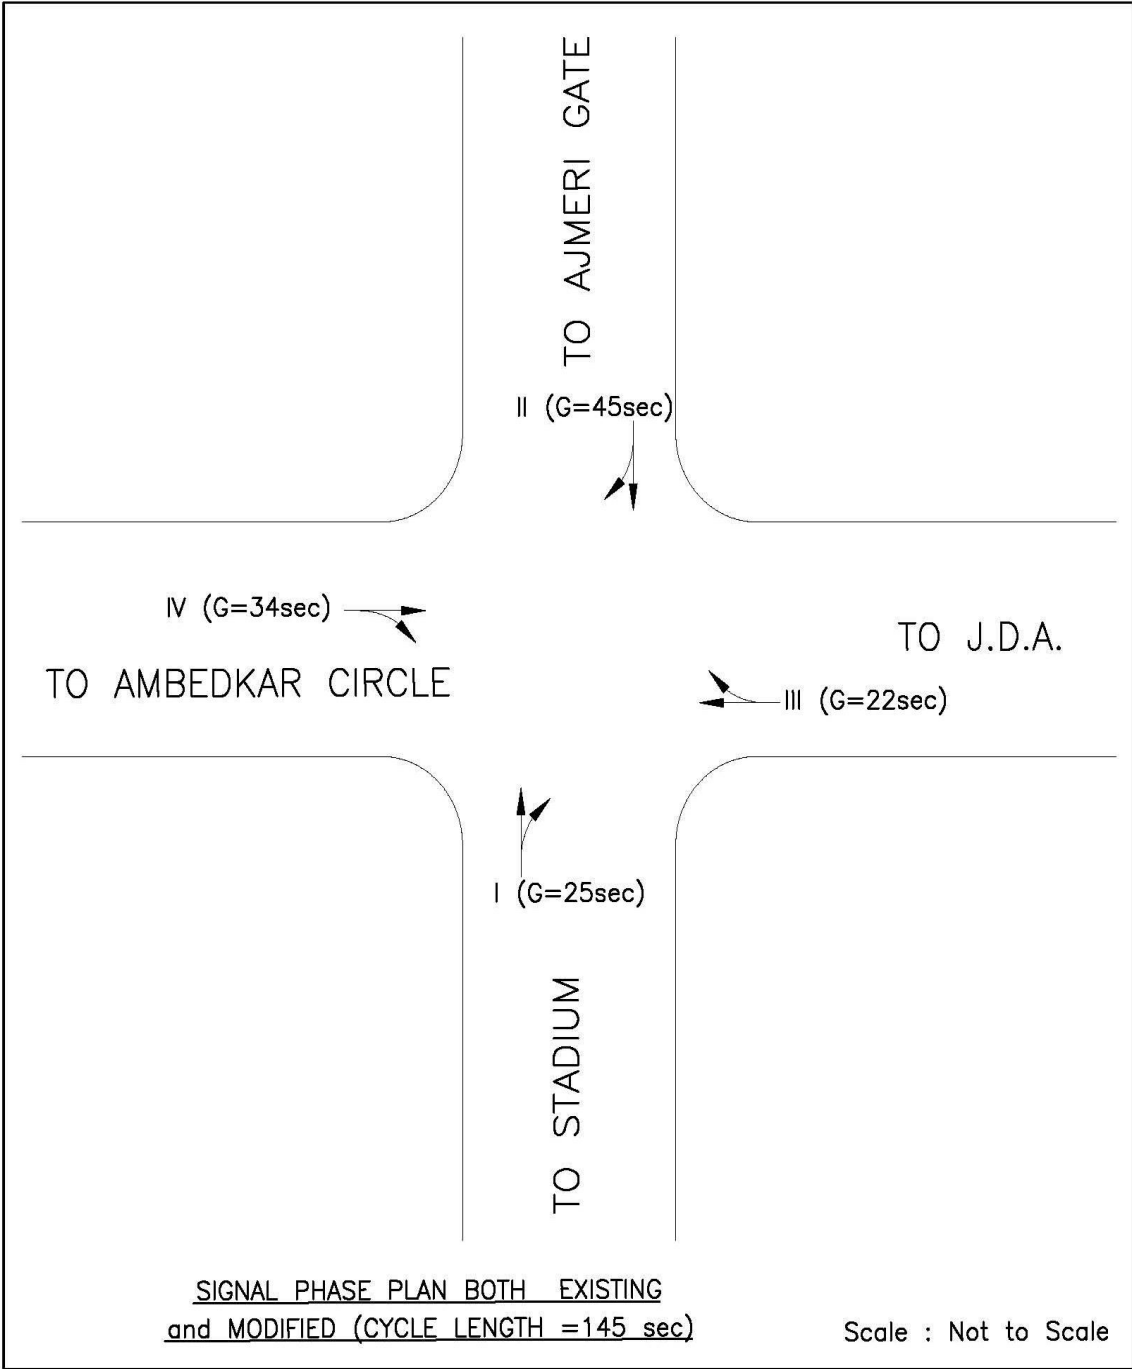 TO AJMERI GATE
II (G=45sec)
IV (G=34sec)
TO J.D.A.
TO AMBEDKAR CIRCLE
III (G=22sec)
I (G=25sec)
TO STADIUM
SIGNAL PHASE PLAN BOTH EXISTING
and MODIFIED (CYCLE LENGTH =145 sec)
Scale : Not to Scale